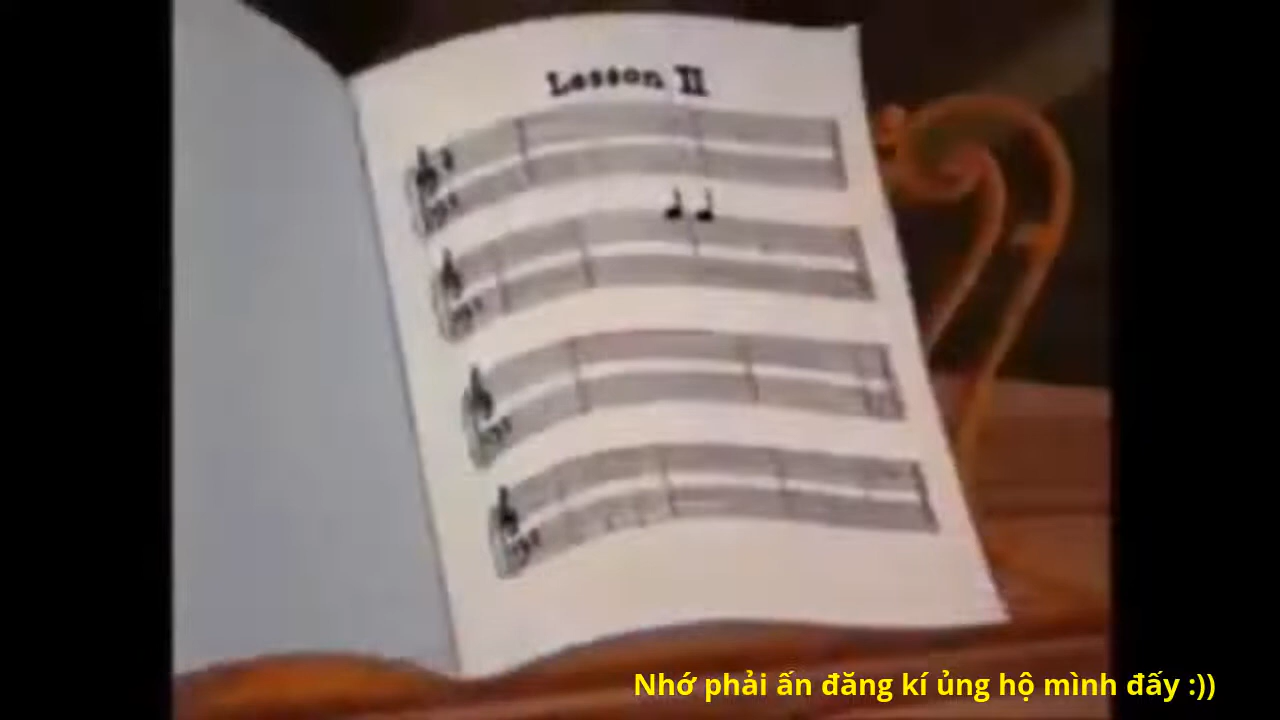 Lesson II
Nhớ phải ấn đăng kí ủng hộ mình đấy :))